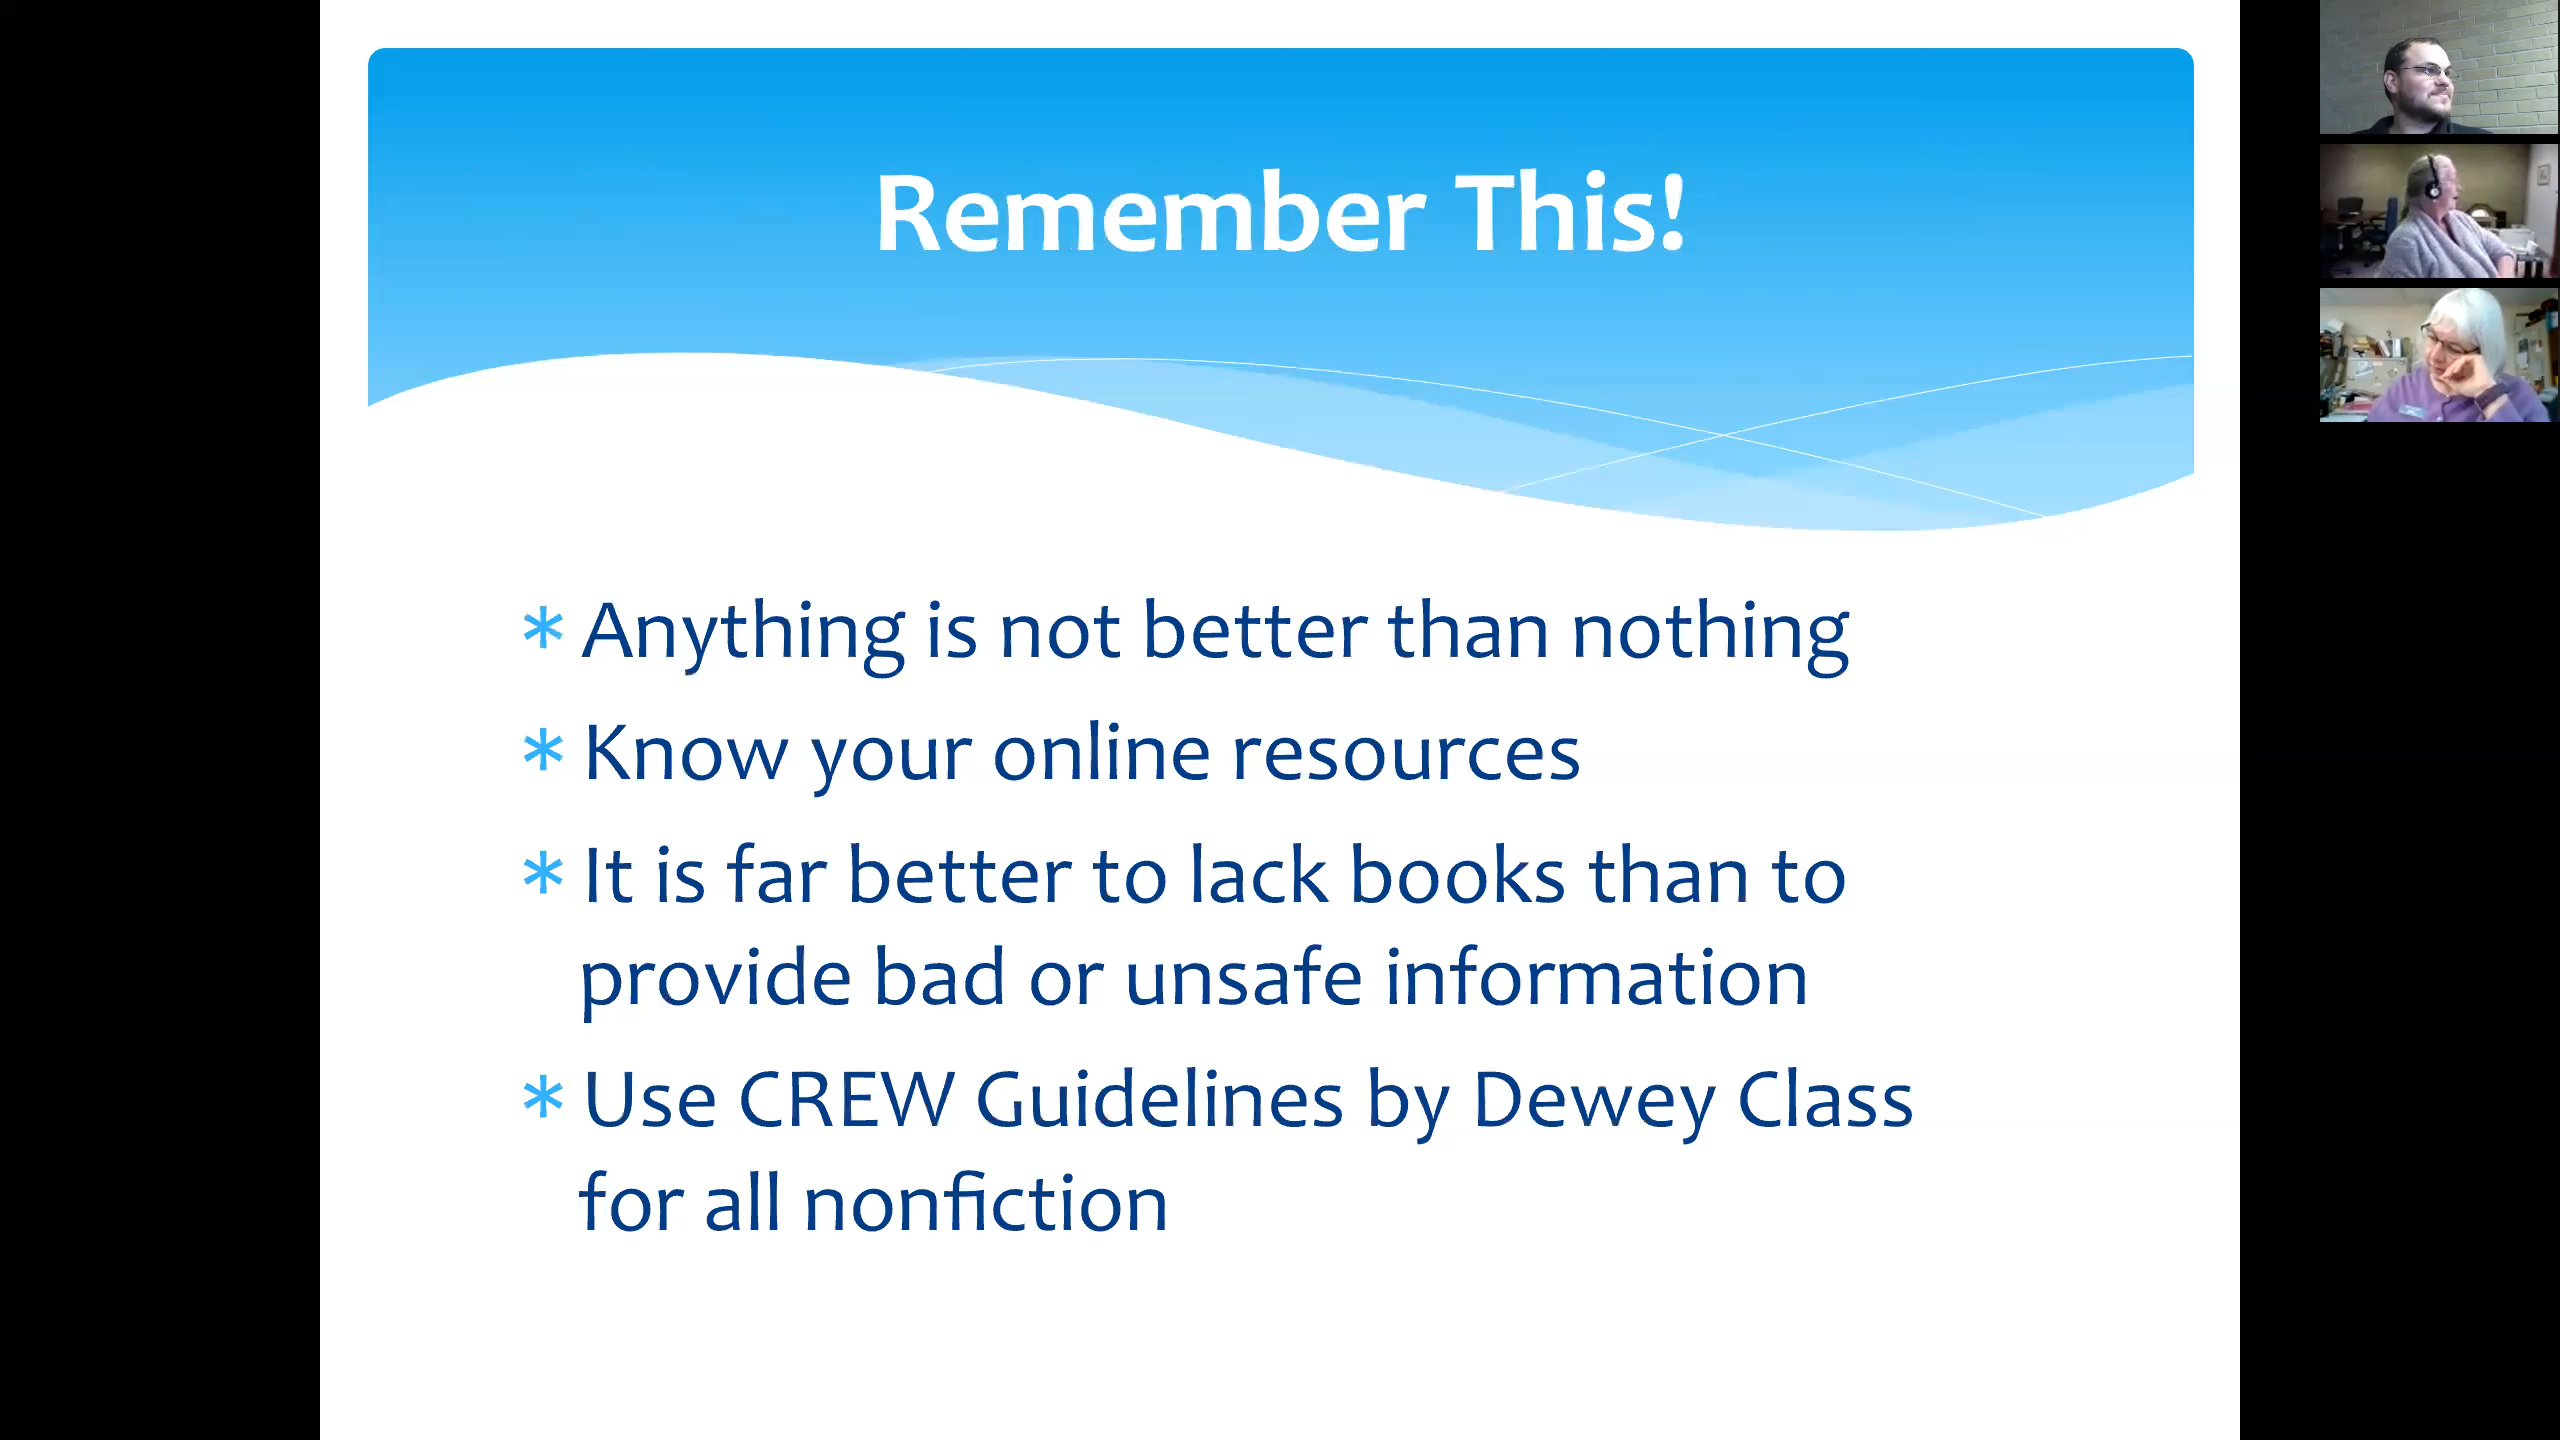 Remember This!
* Anything is not better than nothing
* Know your online resources
* It is far better to lack books than to
provide bad or unsafe information
* Use CREW Guidelines by Dewey Class
for all nonfiction